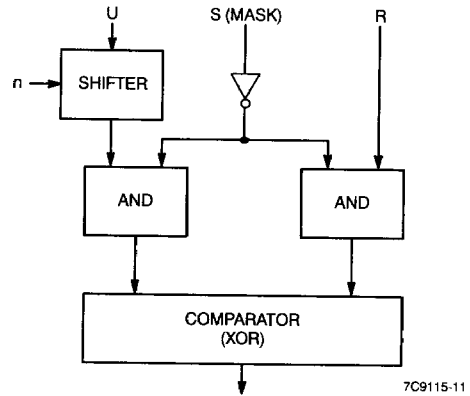 U
S (MASK)
R
n
SHIFTER
AND
AND
COMPARATOR
(XOR)
7C9115-11